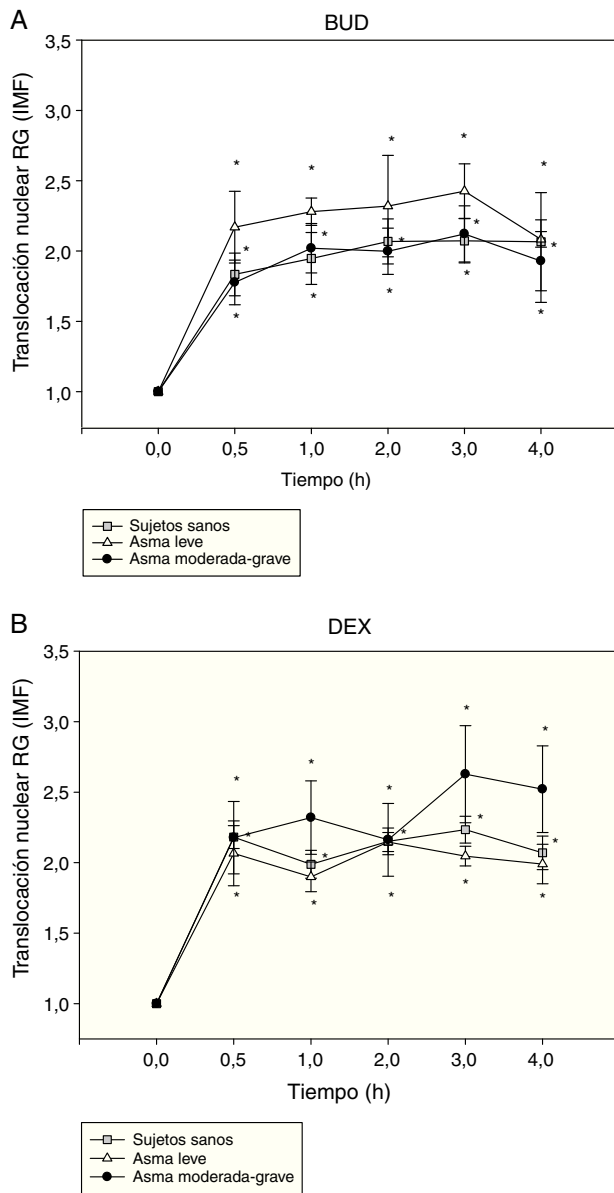 A
BUD
Translocación nuclear RG (IMF)
3,5
3,0
2,5
2,0
1,5
1,0
* * * * *
* * *
* * * * *
0,0 0,5 1,0 2,0 3,0 4,0
Tiempo (h)
Sujetos sanos
Asma leve
Asma moderada-grave
B
DEX
Translocación nuclear RG (IMF)
3,5
3,0
2,5
2,0
1,5
1,0
* * * * *
* * * * *
* * * * *
0,0 0,5 1,0 2,0 3,0 4,0
Tiempo (h)
Sujetos sanos
Asma leve
Asma moderada-grave